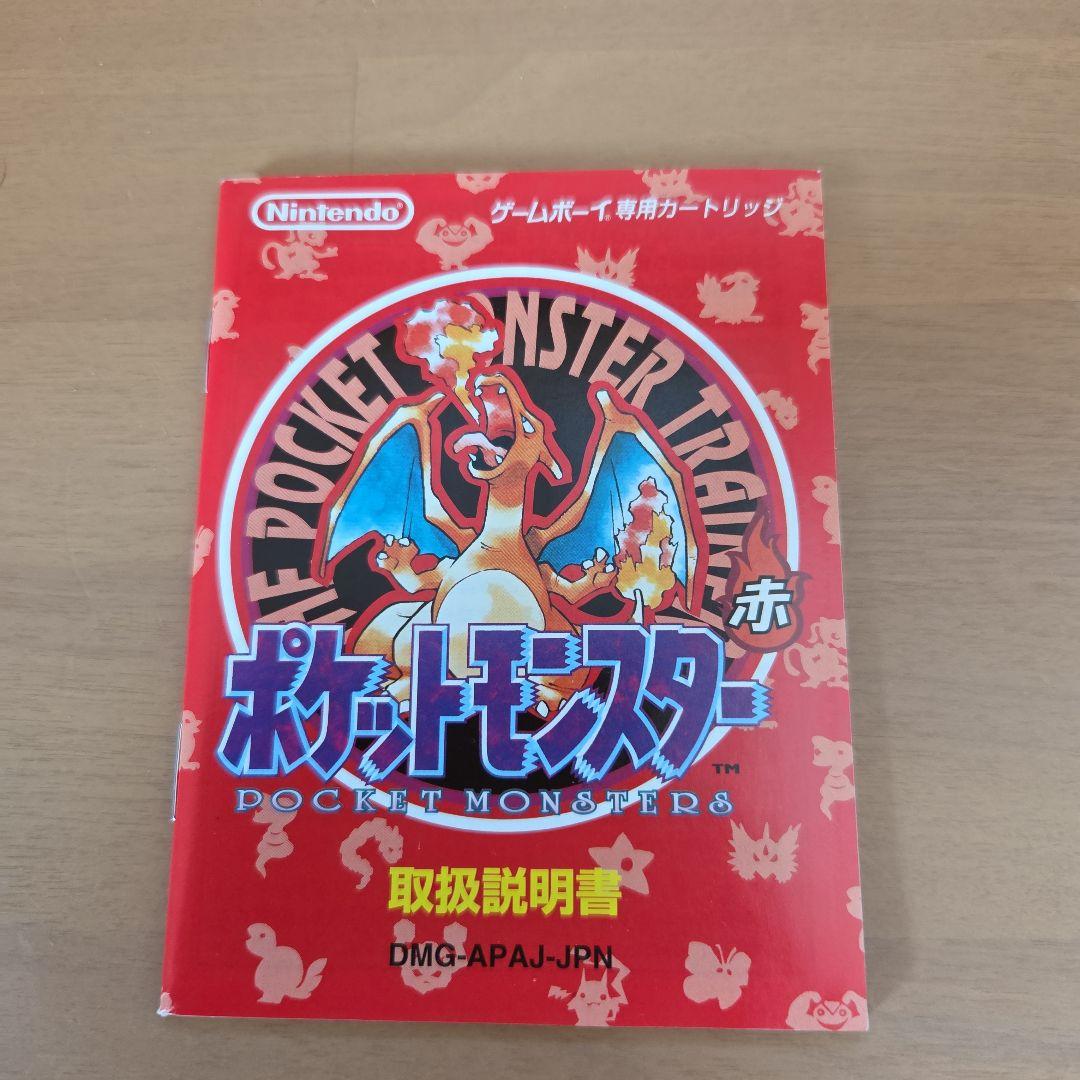 Nintendo®
ゲームボーイ®専用カートリッジ
THE POCKET MONSTER TRAINE
赤
ポケットモンスター
TM
POCKET MONSTERS
取扱説明書
DMG-APAJ-JPN